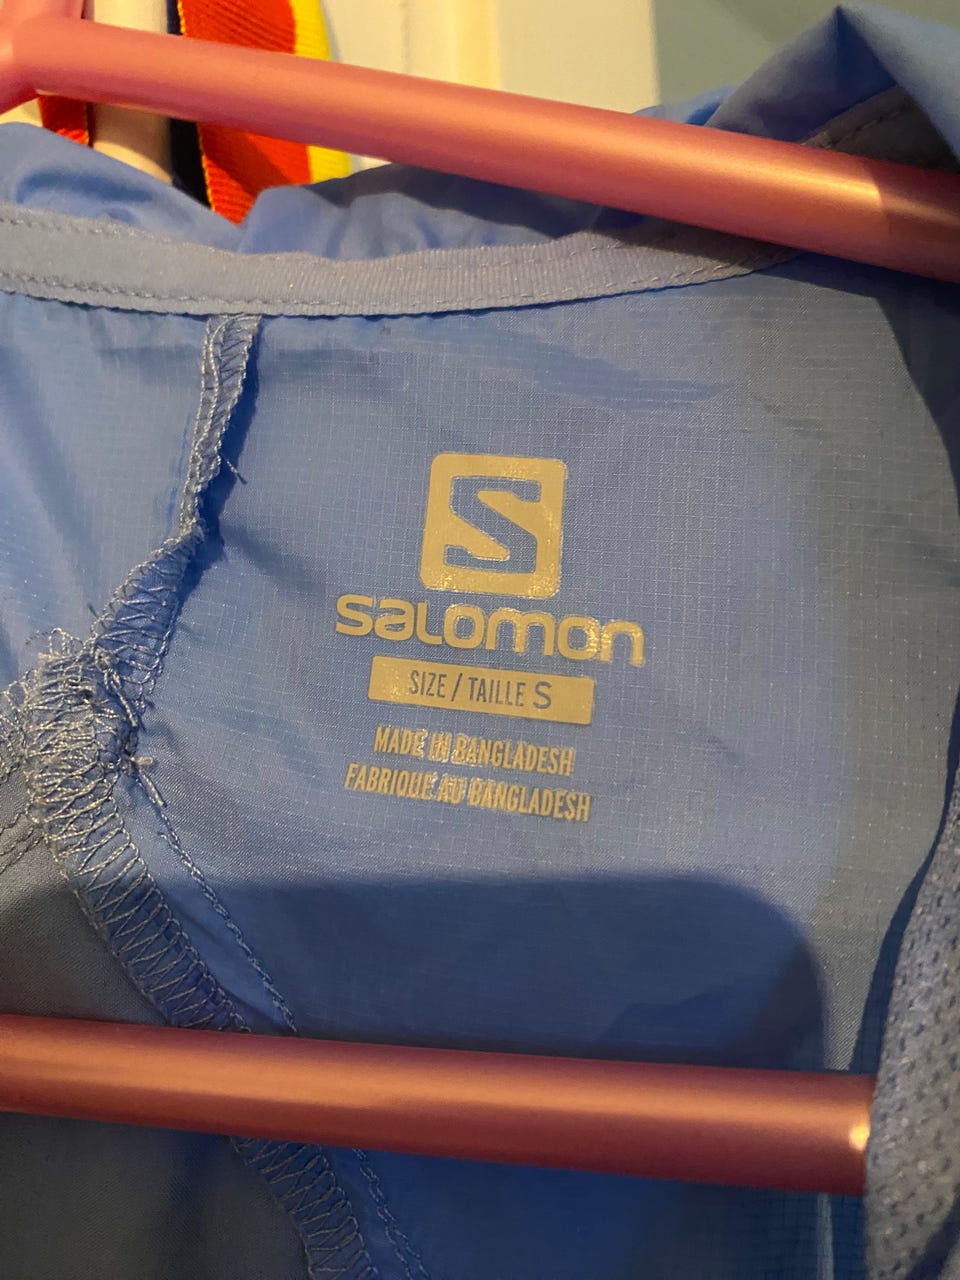 S
salomon
SIZE / TAILLE S
MADE IN BANGLADESH
FABRIQUE AU BANGLADESH